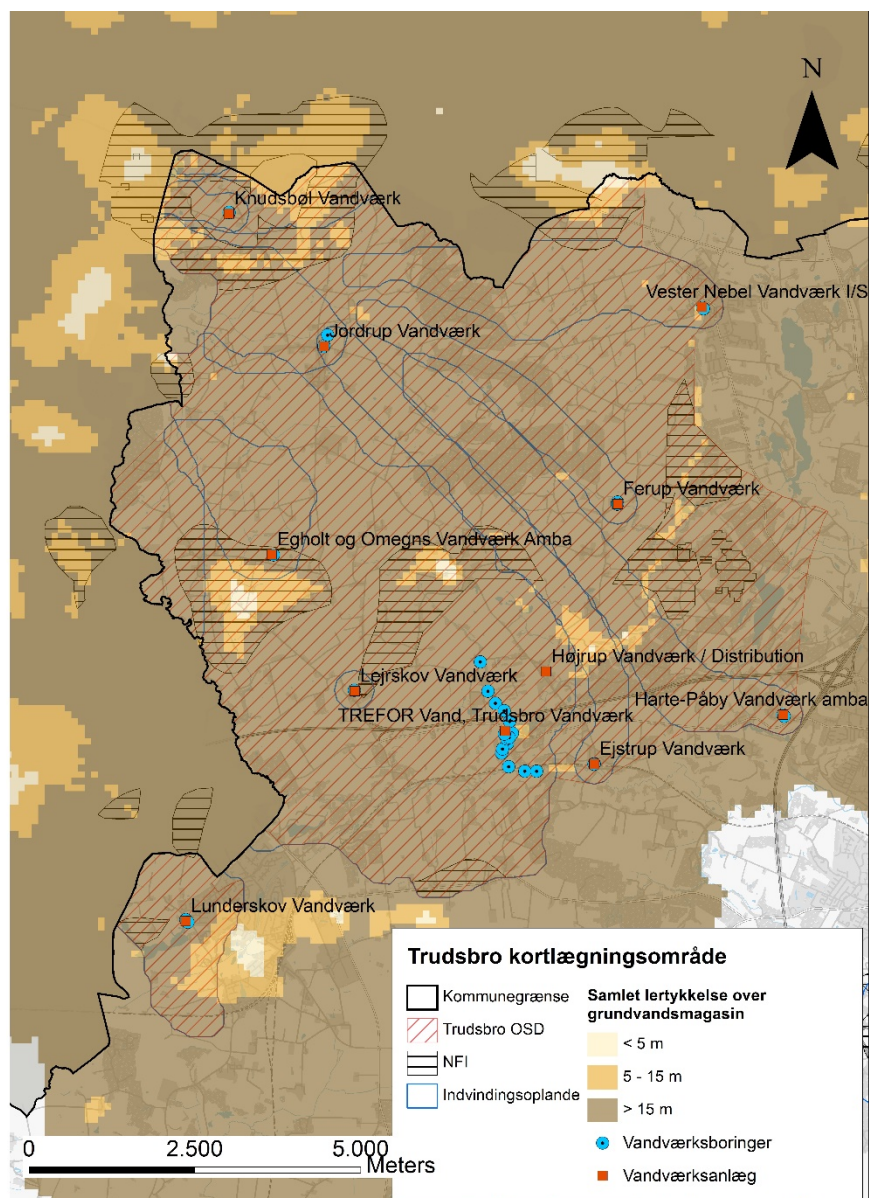 N
Knudsbøl Vandværk
Vester Nebel Vandværk I/S
Jordrup Vandværk
Ferup Vandværk
Egholt og Omegns Vandværk Amba
Højrup Vandværk / Distribution
Lejrskov Vandværk
Harte-Påby Vandværk amba
TREFOR Vand, Trudsbro Vandværk
Ejstrup Vandværk
Lunderskov Vandværk
Trudsbro kortlægningsområde
Kommunegrænse
Trudsbro OSD
NFI
Indvindingsoplande
Samlet lertykkelse over
grundvandsmagasin
< 5 m
5 - 15 m
> 15 m
Vandværksboringer
Vandværksanlæg
0 2.500 5.000
Meters